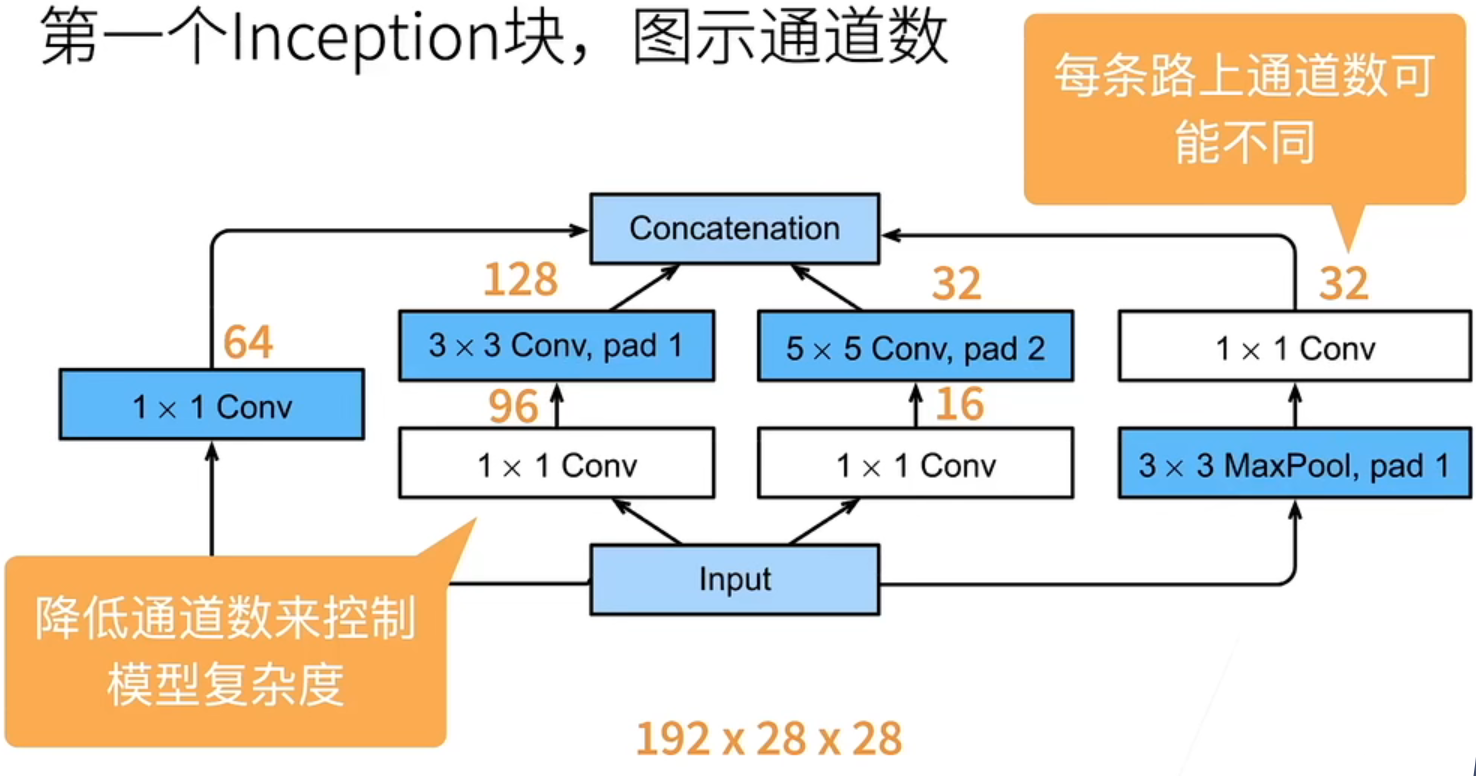 第一个Inception块，图示通道数
每条路上通道数可
能不同
Concatenation
128
32
32
64
3 × 3 Conv, pad 1
5 × 5 Conv, pad 2
1 × 1 Conv
1 × 1 Conv
96
16
1 × 1 Conv
1 × 1 Conv
3 × 3 MaxPool, pad 1
Input
降低通道数来控制
模型复杂度
192 x 28 x 28